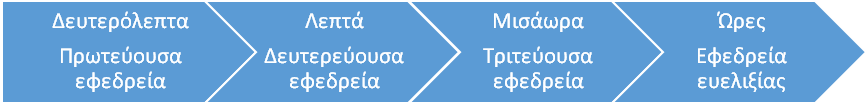 Δευτερόλεπτα
Πρωτεύουσα
εφεδρεία
Λεπτά
Δευτερεύουσα
εφεδρεία
Μισάωρα
Τριτεύουσα
εφεδρεία
Ώρες
Εφεδρεία
ευελιξίας